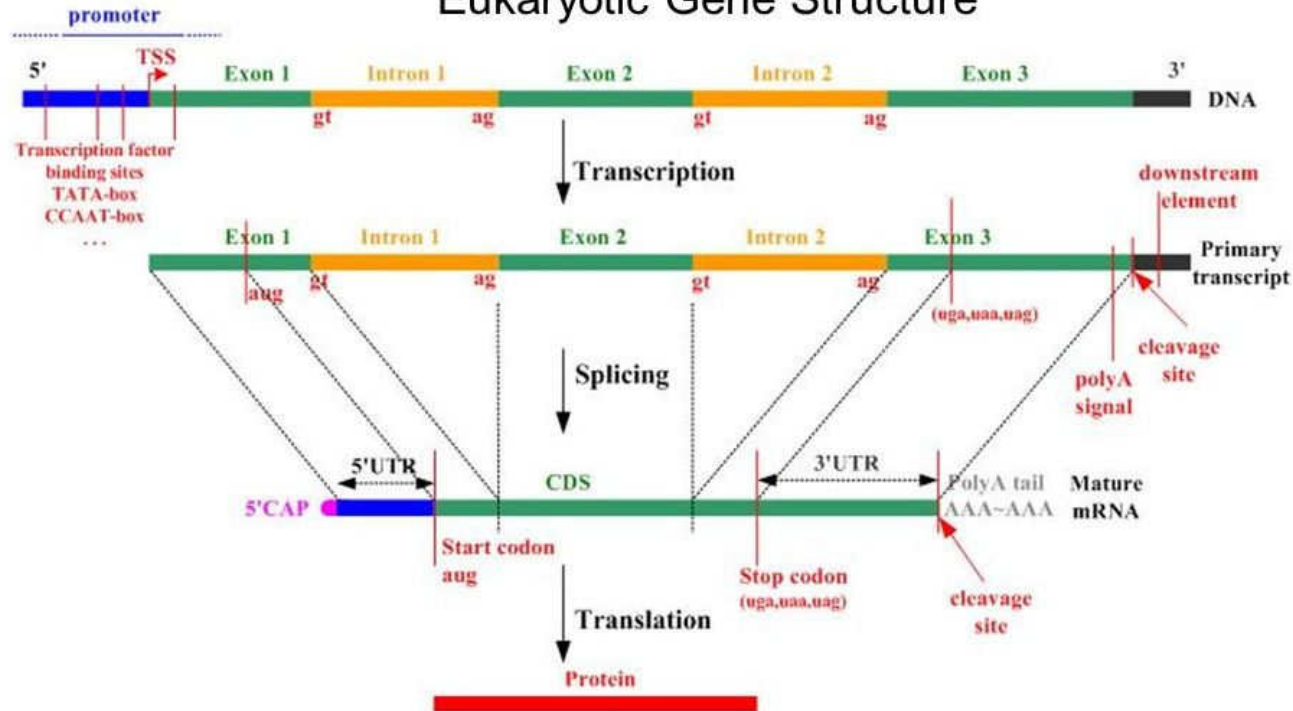 Eukaryotic Gene Structure
promoter
5'
TSS
Exon 1
Intron 1
Exon 2
Intron 2
Exon 3
3'
DNA
gt
ag
gt
ag
Transcription factor
binding sites
TATA-box
CCAAT-box
...
Transcription
downstream
element
Exon 1
Intron 1
Exon 2
Intron 2
Exon 3
Primary
transcript
aug
gt
ag
gt
ag
(uga,uaa,uag)
cleavage
site
polyA
signal
Splicing
5'UTR
CDS
3'UTR
5'CAP
PolyA tail
AAA~AAA
Mature
mRNA
Start codon
aug
Stop codon
(uga,uaa,uag)
cleavage
site
Translation
Protein